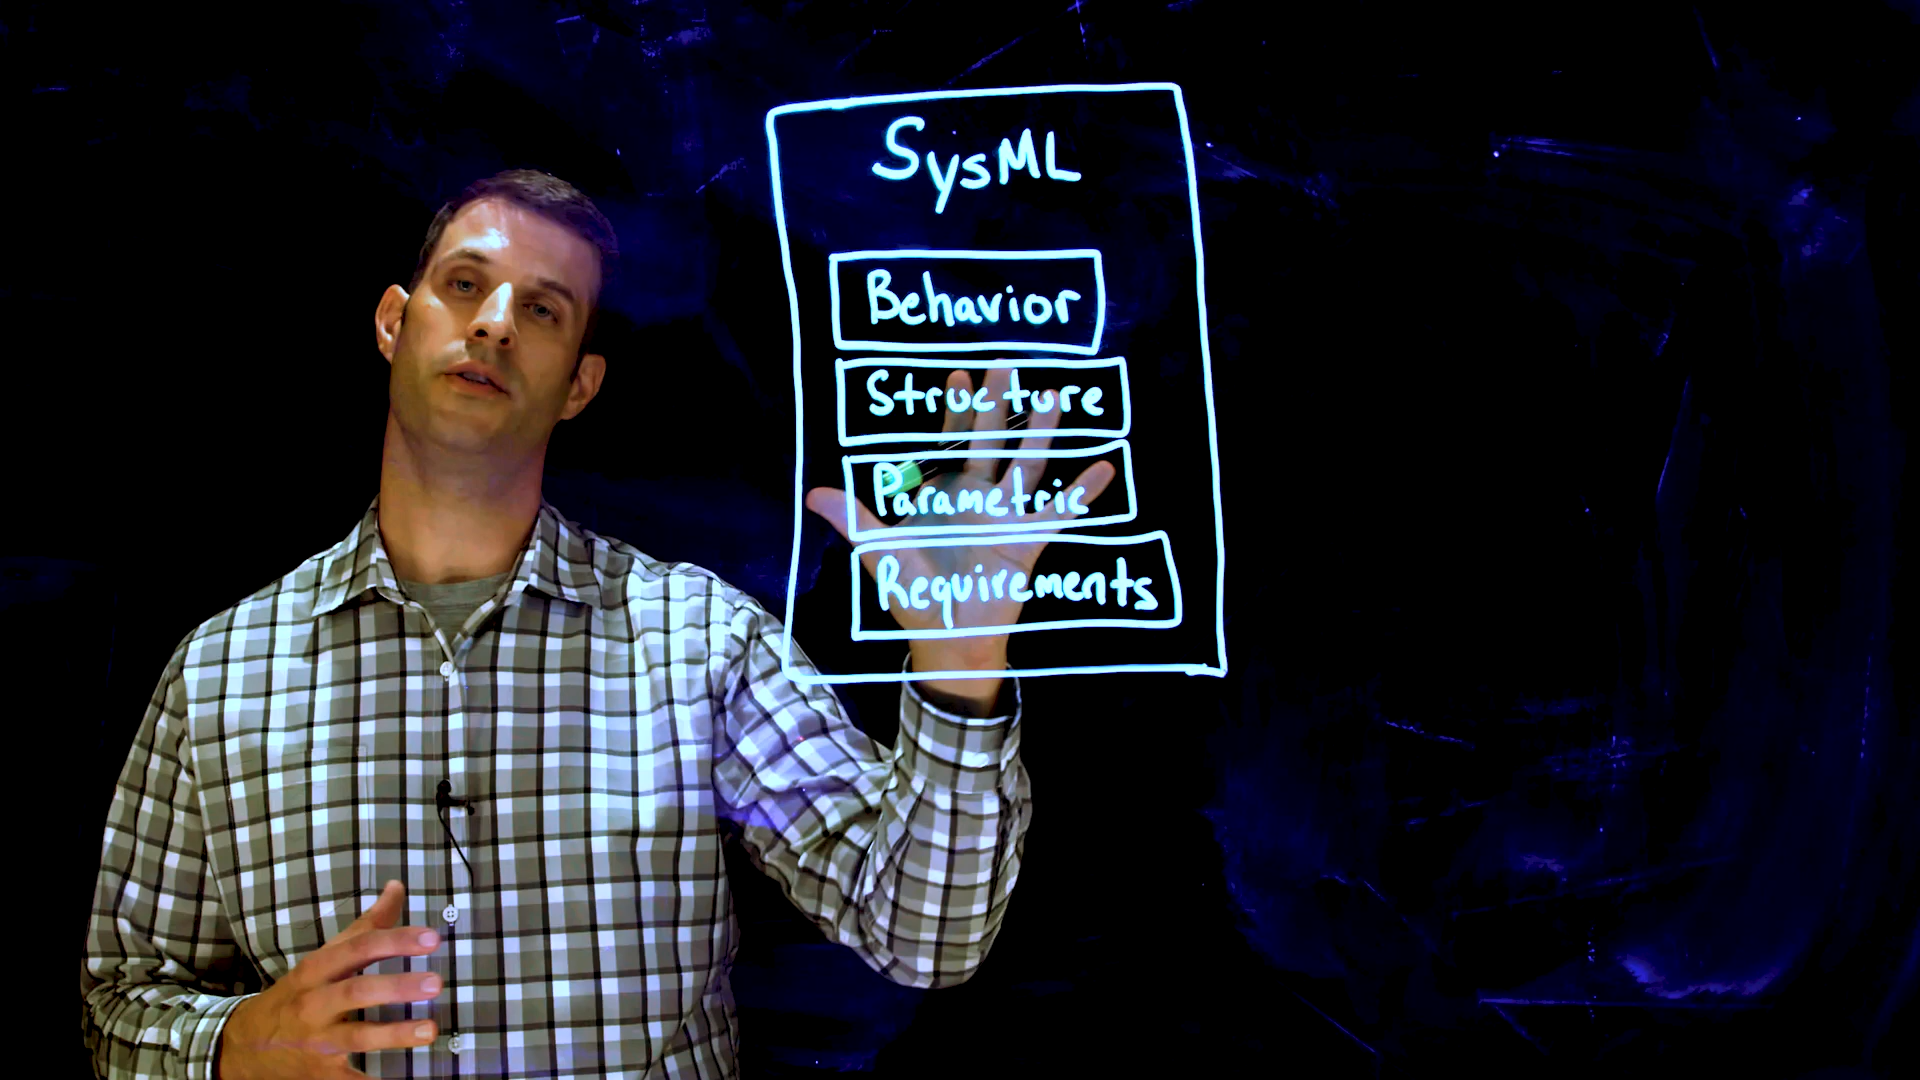 SysML
Behavior
Structure
Parametric
Requirements